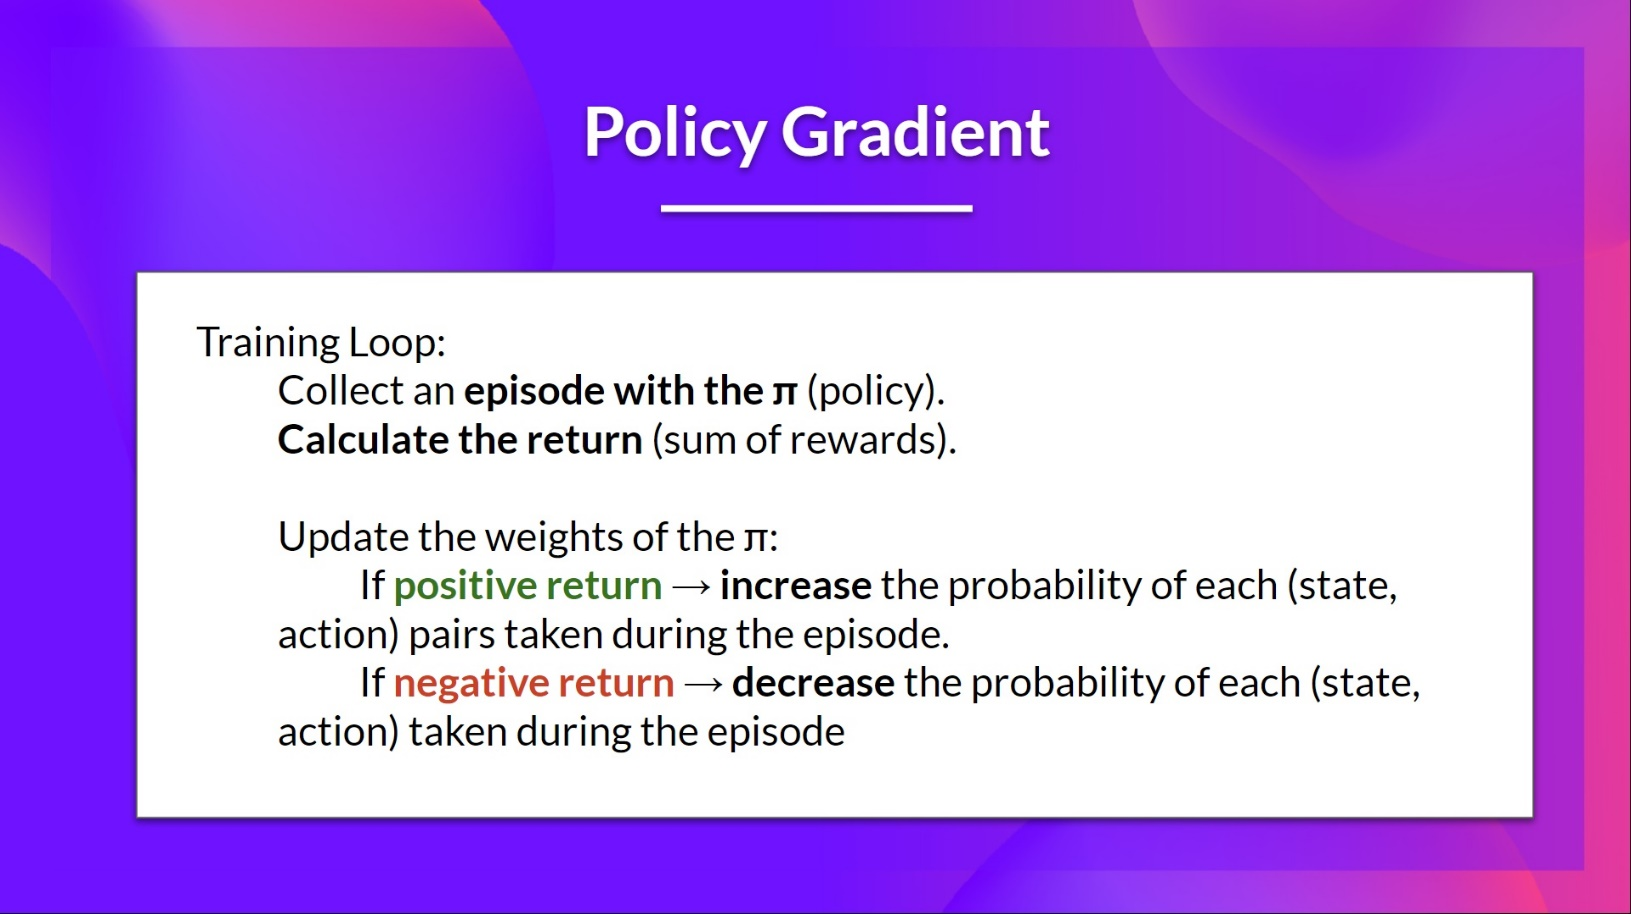 Policy Gradient
Training Loop:
Collect an episode with the π (policy).
Calculate the return (sum of rewards).
Update the weights of the π:
If positive return → increase the probability of each (state,
action) pairs taken during the episode.
If negative return → decrease the probability of each (state,
action) taken during the episode